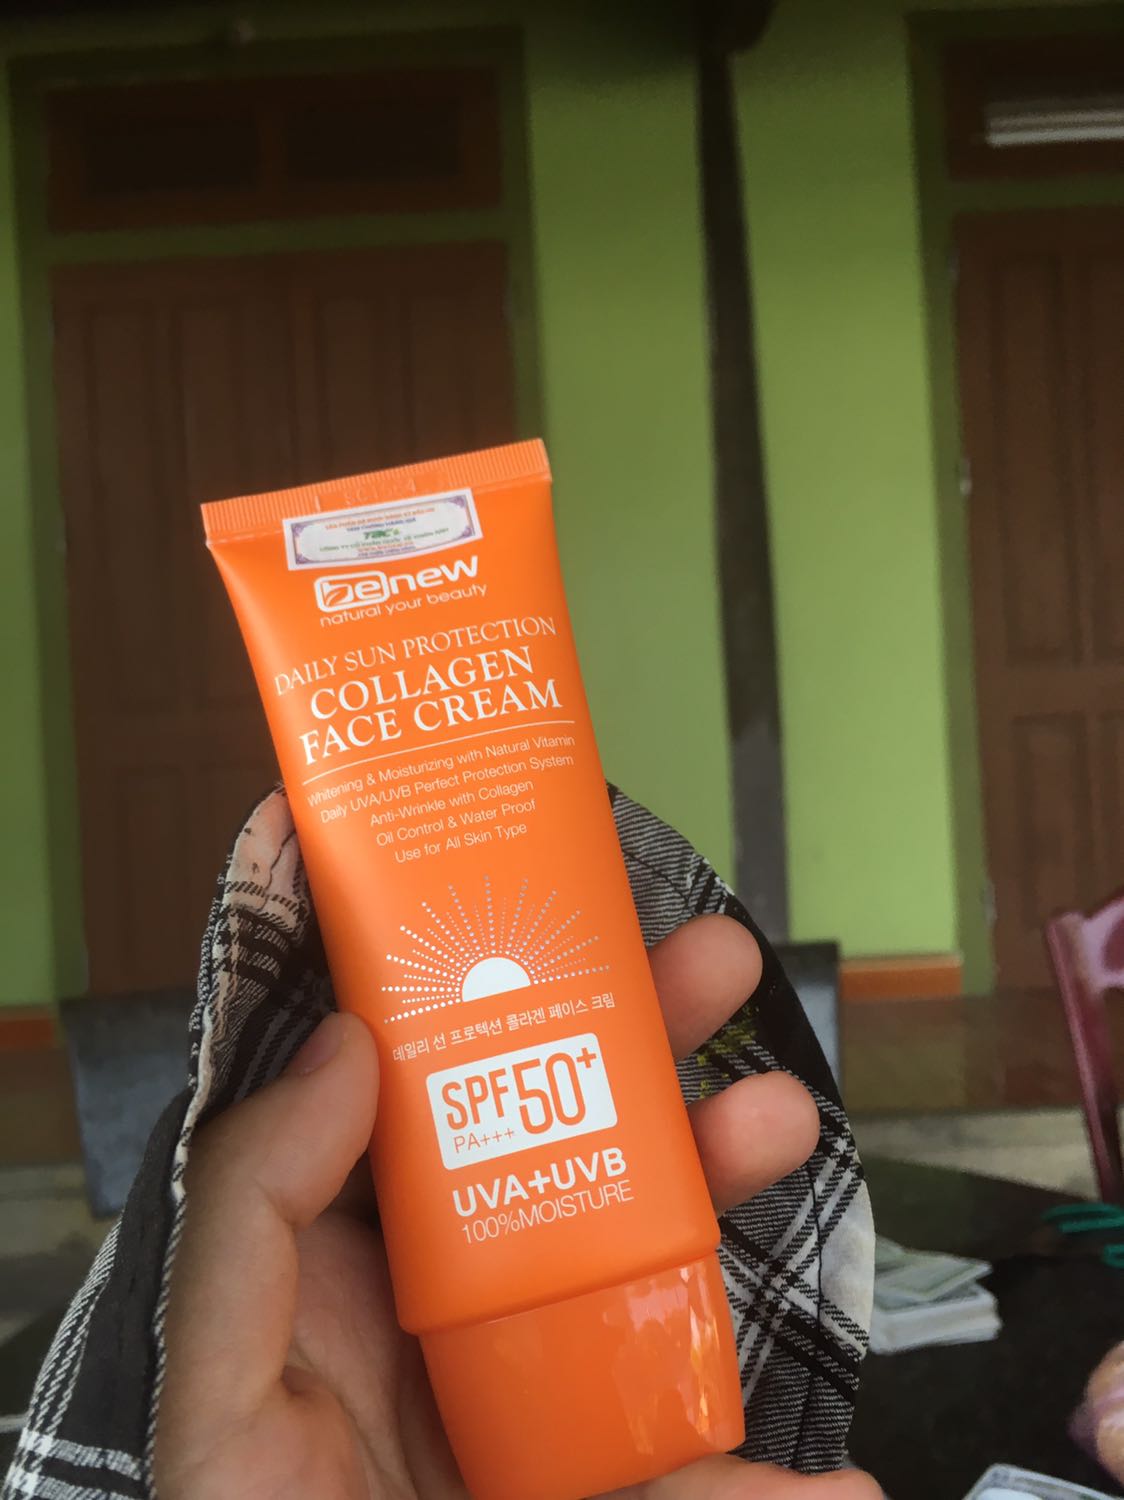 TAC's
benew
natural your beauty
DAILY SUN PROTECTION
COLLAGEN
FACE CREAM
Whitening & Moisturizing with Natural Vitamin
Daily UVA/UVB Perfect Protection System
Anti-Wrinkle with Collagen
Oil Control & Water Proof
Use for All Skin Type
데일리 선 프로텍션 콜라겐 페이스 크림
SPF50+
PA+++
UVA+UVB
100%MOISTURE